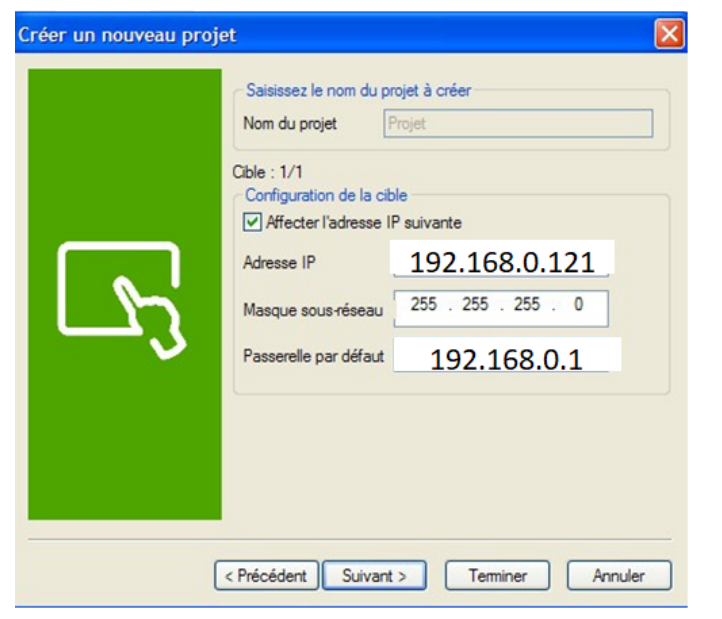 Créer un nouveau projet
Saisissez le nom du projet à créer
Nom du projet Projet
Cible : 1/1
Configuration de la cible
Affecter l'adresse IP suivante
Adresse IP 192.168.0.121
Masque sous-réseau 255 . 255 . 255 . 0
Passerelle par défaut 192.168.0.1
< Précédent Suivant > Terminer Annuler